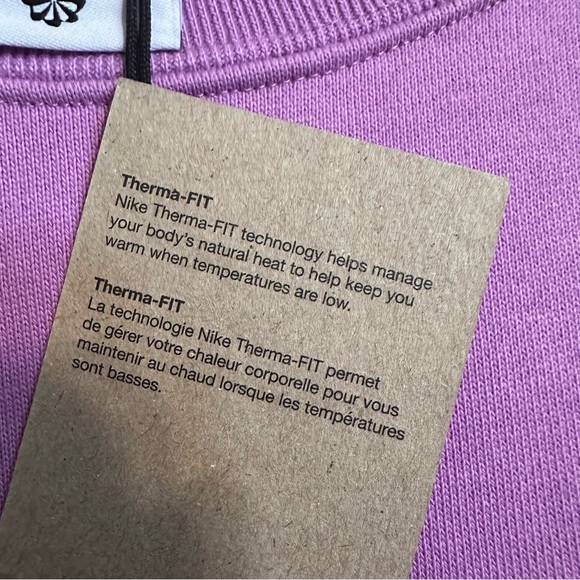 Therma-FIT
Nike Therma-FIT technology helps manage
your body's natural heat to help keep you
warm when temperatures are low.
Therma-FIT
La technologie Nike Therma-FIT permet
de gérer votre chaleur corporelle pour vous
maintenir au chaud lorsque les températures
sont basses.